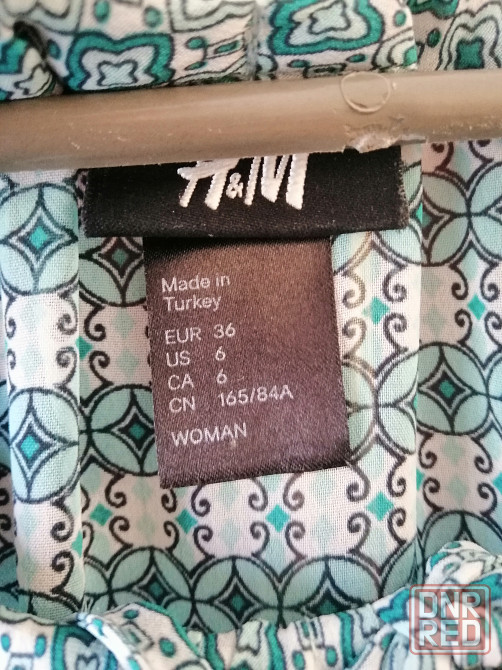 H&M
Made in
Turkey
EUR 36
US 6
CA 6
CN 165/84A
WOMAN
DNR
RED